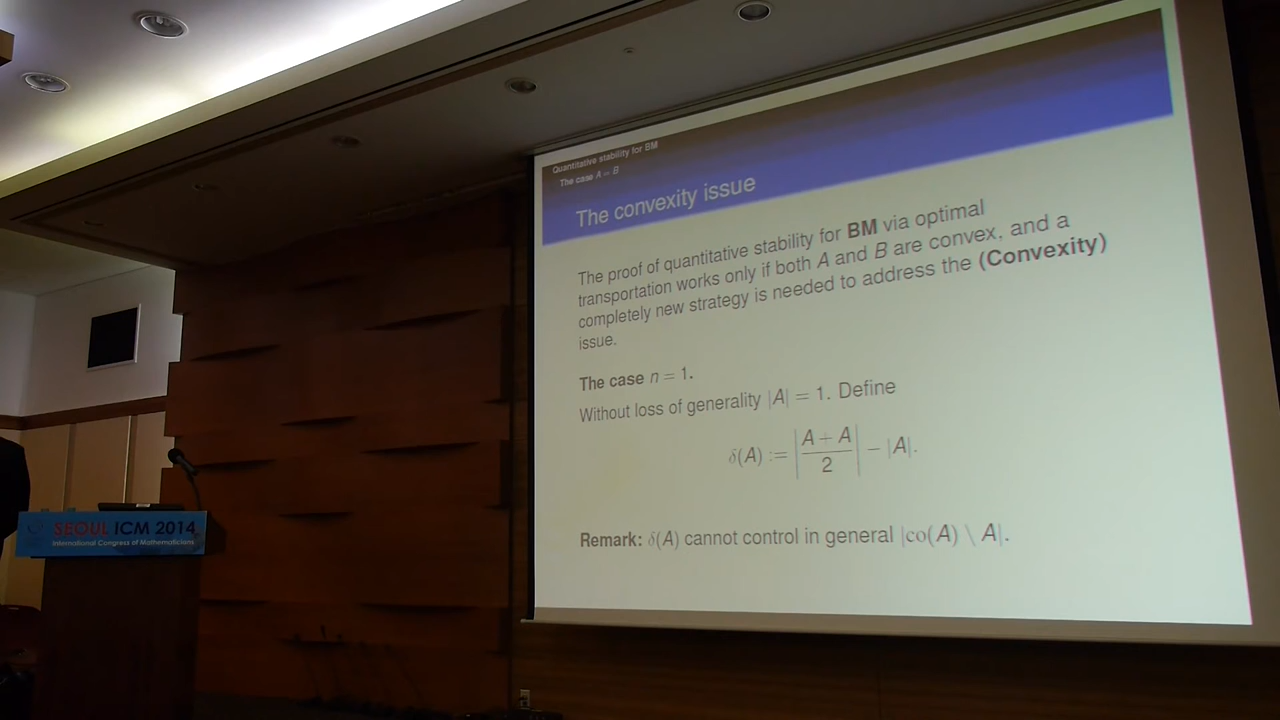 Quantitative stability for BM
The case A = B
The convexity issue
The proof of quantitative stability for BM via optimal
transportation works only if both A and B are convex, and a
completely new strategy is needed to address the (Convexity)
issue.
The case n = 1.
Without loss of generality |A| = 1. Define
δ(A) := |A + A / 2| − |A|.
Remark: δ(A) cannot control in general |co(A) \ A|.
SEOUL ICM 2014
International Congress of Mathematicians